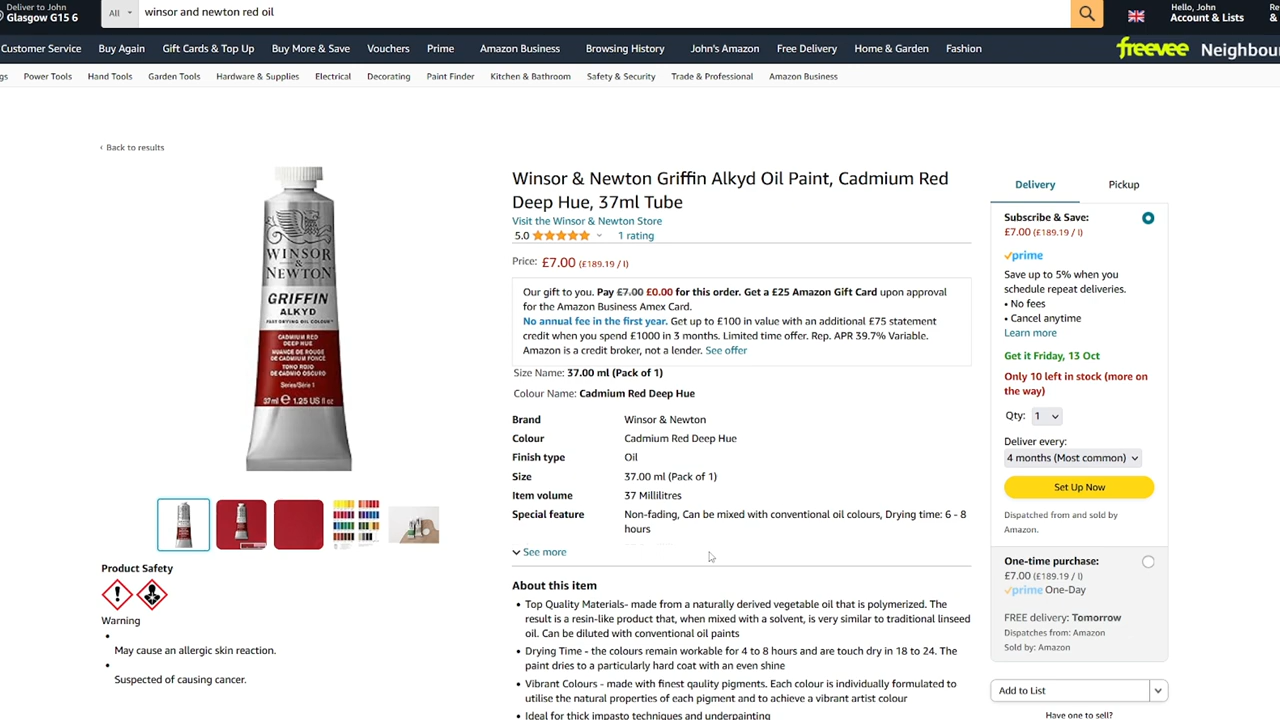 Deliver to John
Glasgow G15 6
All
winsor and newton red oil
Hello, John
Account & Lists
Re
&
Customer Service
Buy Again
Gift Cards & Top Up
Buy More & Save
Vouchers
Prime
Amazon Business
Browsing History
John's Amazon
Free Delivery
Home & Garden
Fashion
freevee Neighbou
gs
Power Tools
Hand Tools
Garden Tools
Hardware & Supplies
Electrical
Decorating
Paint Finder
Kitchen & Bathroom
Safety & Security
Trade & Professional
Amazon Business
‹ Back to results
WINSOR
&
NEWTON
GRIFFIN
ALKYD
FAST DRYING OIL COLOUR
CADMIUM RED
DEEP HUE
NUANCE DE ROUGE
DE CADMIUM FONCÉ
TONO ROJO
DE CADMIO OSCURO
Series/Série 1
37ml e 1.25 US fl oz
Product Safety
Warning
•
May cause an allergic skin reaction.
•
Suspected of causing cancer.
Winsor & Newton Griffin Alkyd Oil Paint, Cadmium Red
Deep Hue, 37ml Tube
Visit the Winsor & Newton Store
5.0
1 rating
Price: £7.00 (£189.19 / l)
Our gift to you. Pay £7.00 £0.00 for this order. Get a £25 Amazon Gift Card upon approval
for the Amazon Business Amex Card.
No annual fee in the first year. Get up to £100 in value with an additional £75 statement
credit when you spend £1000 in 3 months. Limited time offer. Rep. APR 39.7% Variable.
Amazon is a credit broker, not a lender. See offer
Size Name: 37.00 ml (Pack of 1)
Colour Name: Cadmium Red Deep Hue
Brand Winsor & Newton
Colour Cadmium Red Deep Hue
Finish type Oil
Size 37.00 ml (Pack of 1)
Item volume 37 Millilitres
Special feature Non-fading, Can be mixed with conventional oil colours, Drying time: 6 - 8
hours
See more
About this item
• Top Quality Materials- made from a naturally derived vegetable oil that is polymerized. The
result is a resin-like product that, when mixed with a solvent, is very similar to traditional linseed
oil. Can be diluted with conventional oil paints
• Drying Time - the colours remain workable for 4 to 8 hours and are touch dry in 18 to 24. The
paint dries to a particularly hard coat with an even shine
• Vibrant Colours - made with finest qaulity pigments. Each colour is individually formulated to
utilise the natural properties of each pigment and to achieve a vibrant artist colour
• Ideal for thick impasto techniques and underpainting
Delivery
Pickup
Subscribe & Save:
£7.00 (£189.19 / l)
prime
Save up to 5% when you
schedule repeat deliveries.
• No fees
• Cancel anytime
Learn more
Get it Friday, 13 Oct
Only 10 left in stock (more on
the way)
Qty: 1
Deliver every:
4 months (Most common)
Set Up Now
Dispatched from and sold by
Amazon.
One-time purchase:
£7.00 (£189.19 / l)
prime One-Day
FREE delivery: Tomorrow
Dispatches from: Amazon
Sold by: Amazon
Add to List
Have one to sell?